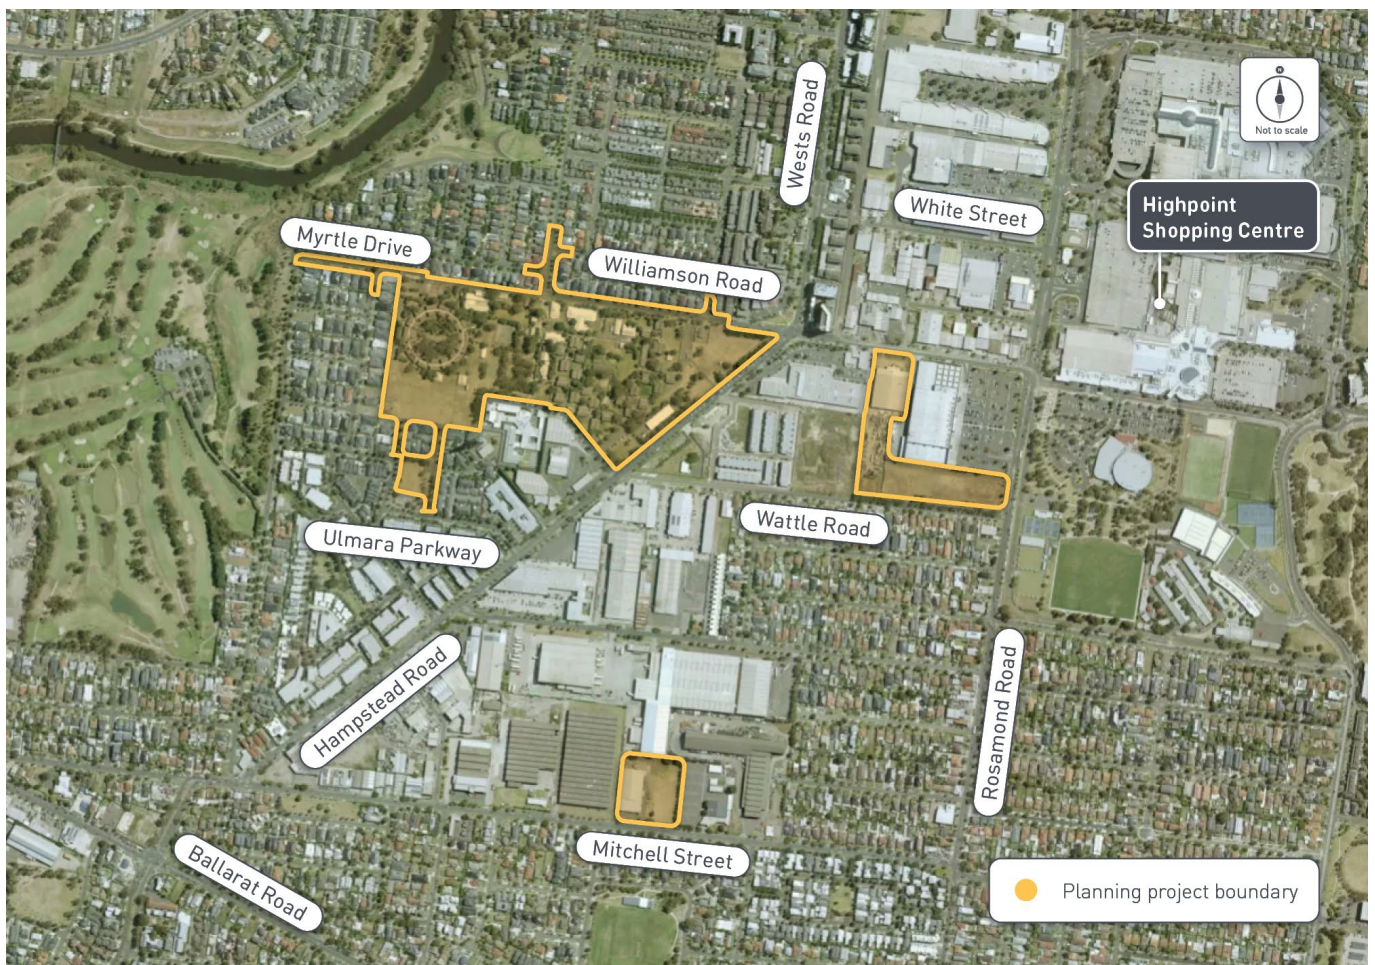 Wests Road
N
Not to scale
White Street
Highpoint
Shopping Centre
Myrtle Drive
Williamson Road
Wattle Road
Ulmara Parkway
Hampstead Road
Rosamond Road
Mitchell Street
Ballarat Road
Planning project boundary